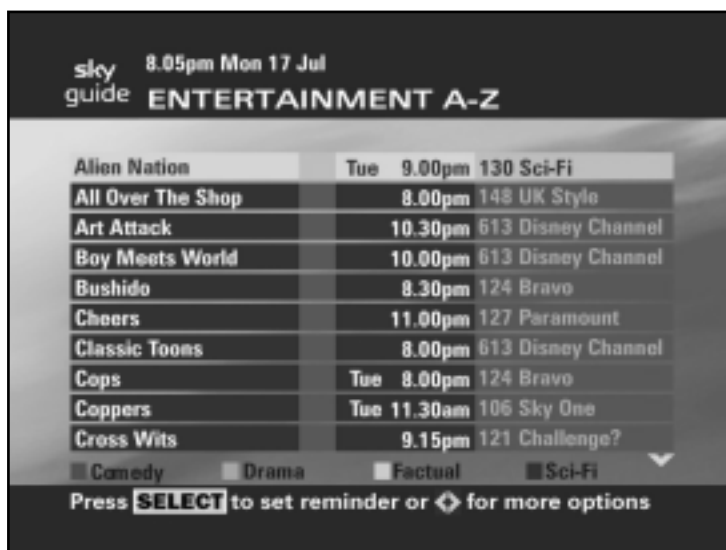 sky guide
8.05pm Mon 17 Jul
ENTERTAINMENT A-Z
Alien Nation Tue 9.00pm 130 Sci-Fi
All Over The Shop 8.00pm 148 UK Style
Art Attack 10.30pm 613 Disney Channel
Boy Meets World 10.00pm 613 Disney Channel
Bushido 8.30pm 124 Bravo
Cheers 11.00pm 127 Paramount
Classic Toons 8.00pm 613 Disney Channel
Cops Tue 8.00pm 124 Bravo
Coppers Tue 11.30am 106 Sky One
Cross Wits 9.15pm 121 Challenge?
Comedy Drama Factual Sci-Fi
Press SELECT to set reminder or for more options